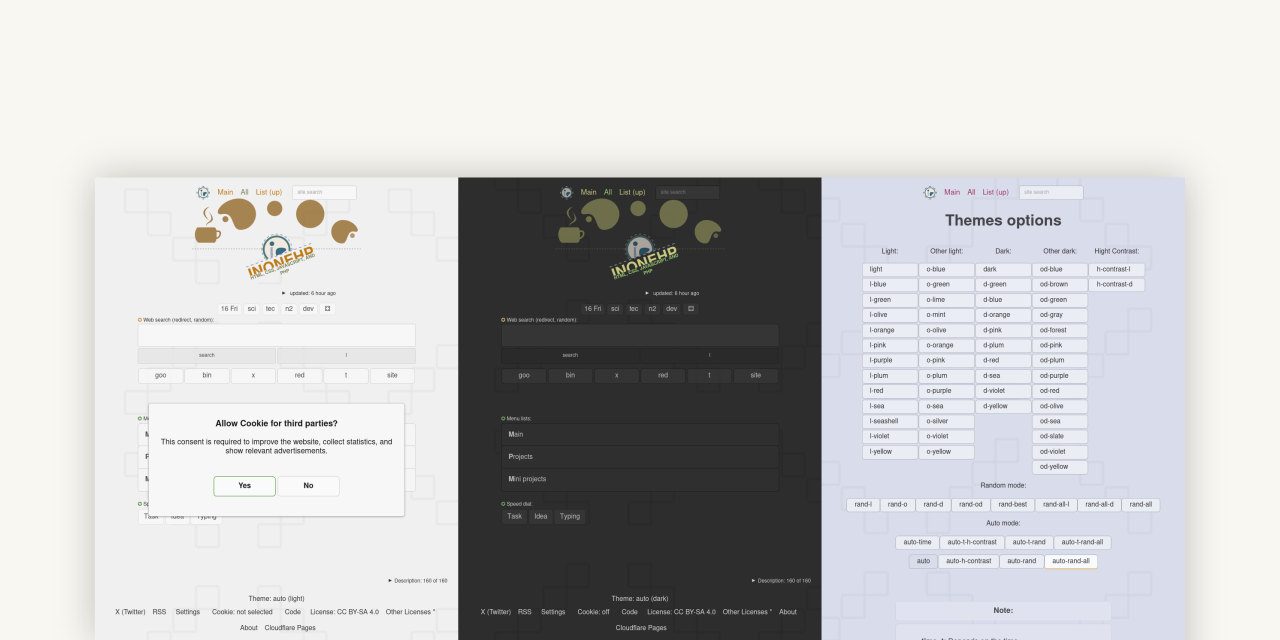 Main All List (up) site search
INONEHP
HTML, CSS, JAVASCRIPT, AND PHP
► updated: 6 hour ago
16 Fri sci tec n2 dev
Web search (redirect, random):
search l
goo bin x red t site
Allow Cookie for third parties?
This consent is required to improve the website, collect statistics, and
show relevant advertisements.
Yes No
Task Idea Typing
► Description: 160 of 160
Theme: auto (light)
X (Twitter) RSS Settings Cookie: not selected Code License: CC BY-SA 4.0 Other Licenses *
About Cloudflare Pages
Main All List (up) site search
INONEHP
HTML, CSS, JAVASCRIPT, AND PHP
► updated: 6 hour ago
16 Fri sci tec n2 dev
Web search (redirect, random):
search l
goo bin x red t site
Menu lists:
Main
Projects
Mini projects
Speed dial:
Task Idea Typing
► Description: 160 of 160
Theme: auto (dark)
X (Twitter) RSS Settings Cookie: off Code License: CC BY-SA 4.0 Other Licenses * About
Cloudflare Pages
Main All List (up) site search
Themes options
Light: Other light: Dark: Other dark: Hight Contrast:
light o-blue dark od-blue h-contrast-l
l-blue o-green d-green od-brown h-contrast-d
l-green o-lime d-blue od-green
l-olive o-mint d-orange od-gray
l-orange o-olive d-pink od-forest
l-pink o-orange d-plum od-pink
l-purple o-pink d-red od-plum
l-plum o-plum d-sea od-purple
l-red o-purple d-violet od-red
l-sea o-sea d-yellow od-olive
l-seashell o-silver od-sea
l-violet o-violet od-slate
l-yellow o-yellow od-violet
od-yellow
Random mode:
rand-l rand-o rand-d rand-od rand-best rand-all-l rand-all-d rand-all
Auto mode:
auto-time auto-t-h-contrast auto-t-rand auto-t-rand-all
auto auto-h-contrast auto-rand auto-rand-all
Note: